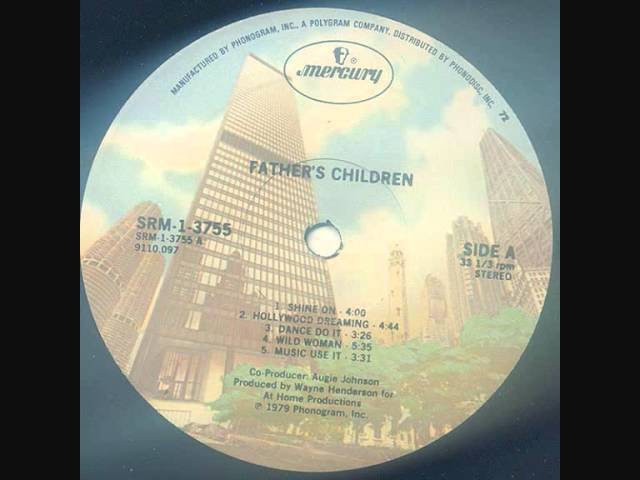 MANUFACTURED BY PHONOGRAM, INC., A POLYGRAM COMPANY. DISTRIBUTED BY PHONODISC, INC. 72
mercury
®
FATHER'S CHILDREN
SRM-1-3755
SRM-1-3755 A
9110.097
SIDE A
33 1/3 rpm
STEREO
1. SHINE ON - 4:00
2. HOLLYWOOD DREAMING - 4:44
3. DANCE DO IT - 3:26
4. WILD WOMAN - 5:35
5. MUSIC USE IT - 3:31
Co-Producer: Augie Johnson
Produced by Wayne Henderson for
At Home Productions
℗ 1979 Phonogram, Inc.